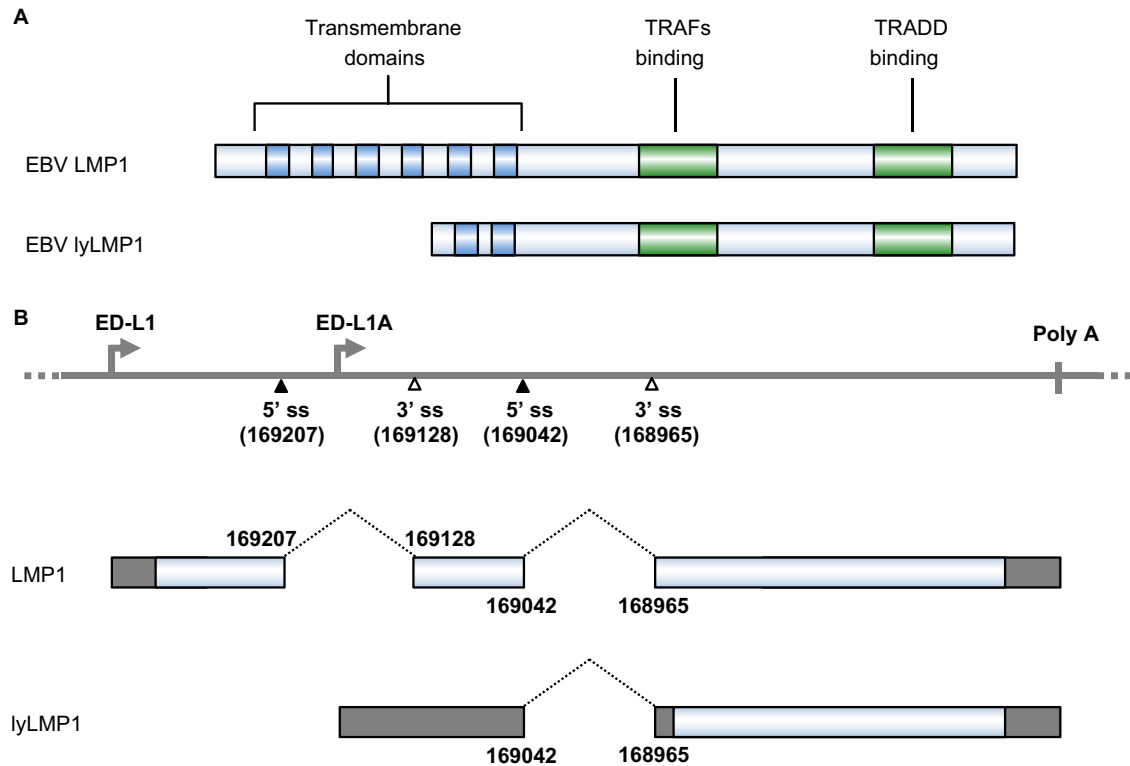 A
Transmembrane
domains
TRAFs
binding
TRADD
binding
EBV LMP1
EBV lyLMP1
B
ED-L1
ED-L1A
Poly A
5’ ss
(169207)
3’ ss
(169128)
5’ ss
(169042)
3’ ss
(168965)
169207
169128
LMP1
169042
168965
lyLMP1
169042
168965